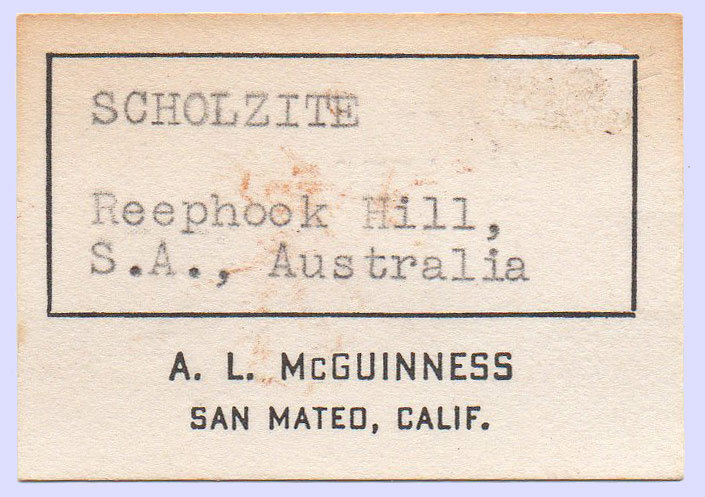 SCHOLZITE
Reephook Hill,
S.A., Australia
A. L. McGUINNESS
SAN MATEO, CALIF.